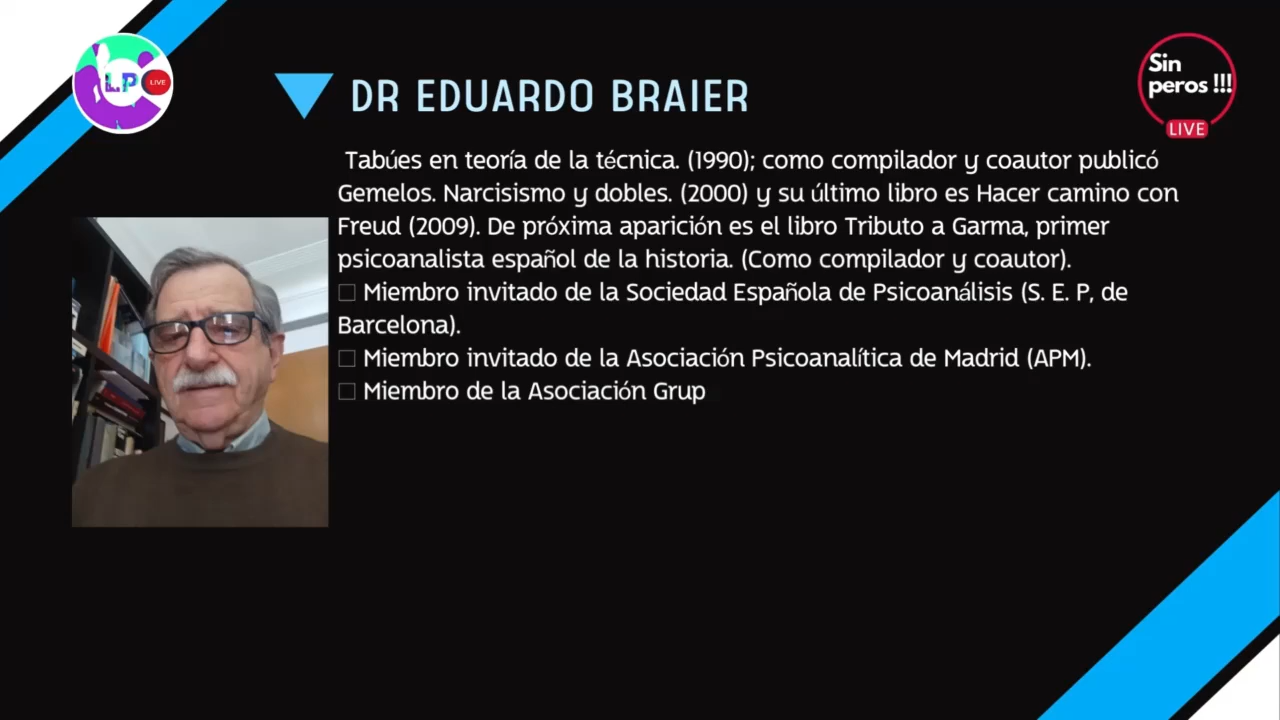 LP
LIVE
DR EDUARDO BRAIER
Sin
peros !!!
LIVE
Tabúes en teoría de la técnica. (1990); como compilador y coautor publicó
Gemelos. Narcisismo y dobles. (2000) y su último libro es Hacer camino con
Freud (2009). De próxima aparición es el libro Tributo a Garma, primer
psicoanalista español de la historia. (Como compilador y coautor).
□ Miembro invitado de la Sociedad Española de Psicoanálisis (S. E. P, de
Barcelona).
□ Miembro invitado de la Asociación Psicoanalítica de Madrid (APM).
□ Miembro de la Asociación Grup